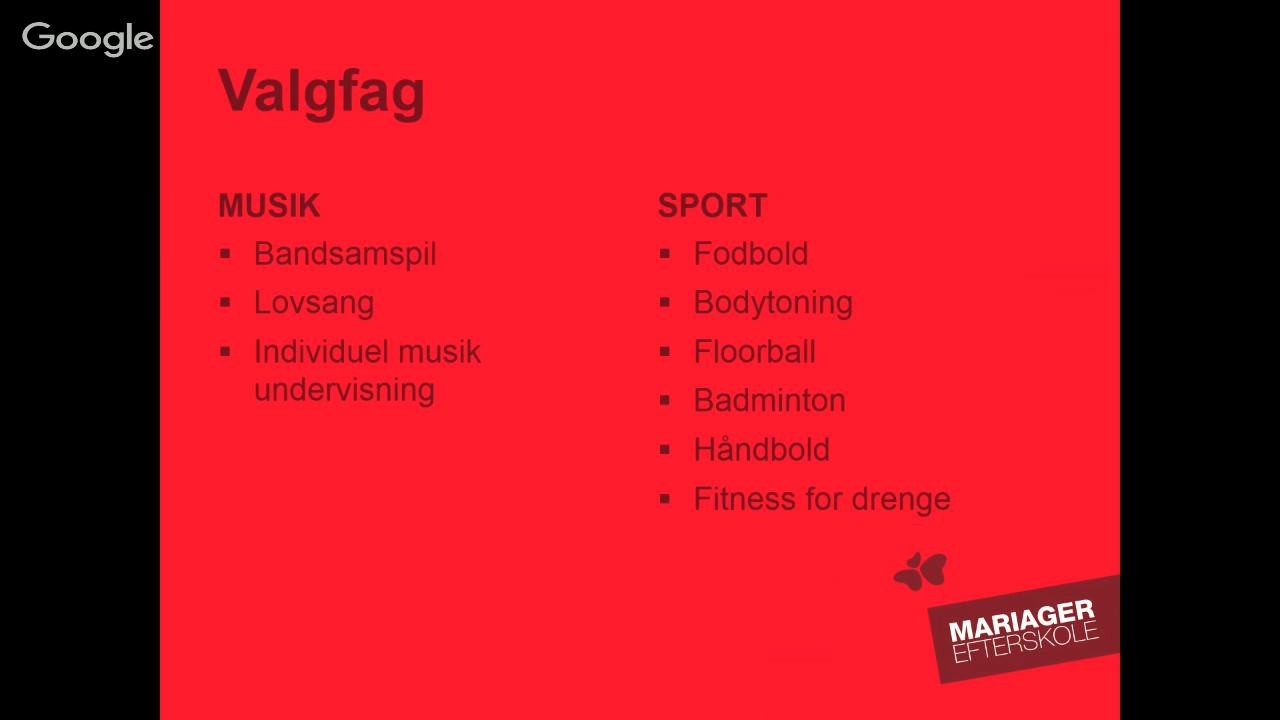 Google
Valgfag
MUSIK
▪ Bandsamspil
▪ Lovsang
▪ Individuel musik
undervisning
SPORT
▪ Fodbold
▪ Bodytoning
▪ Floorball
▪ Badminton
▪ Håndbold
▪ Fitness for drenge
MARIAGER
EFTERSKOLE